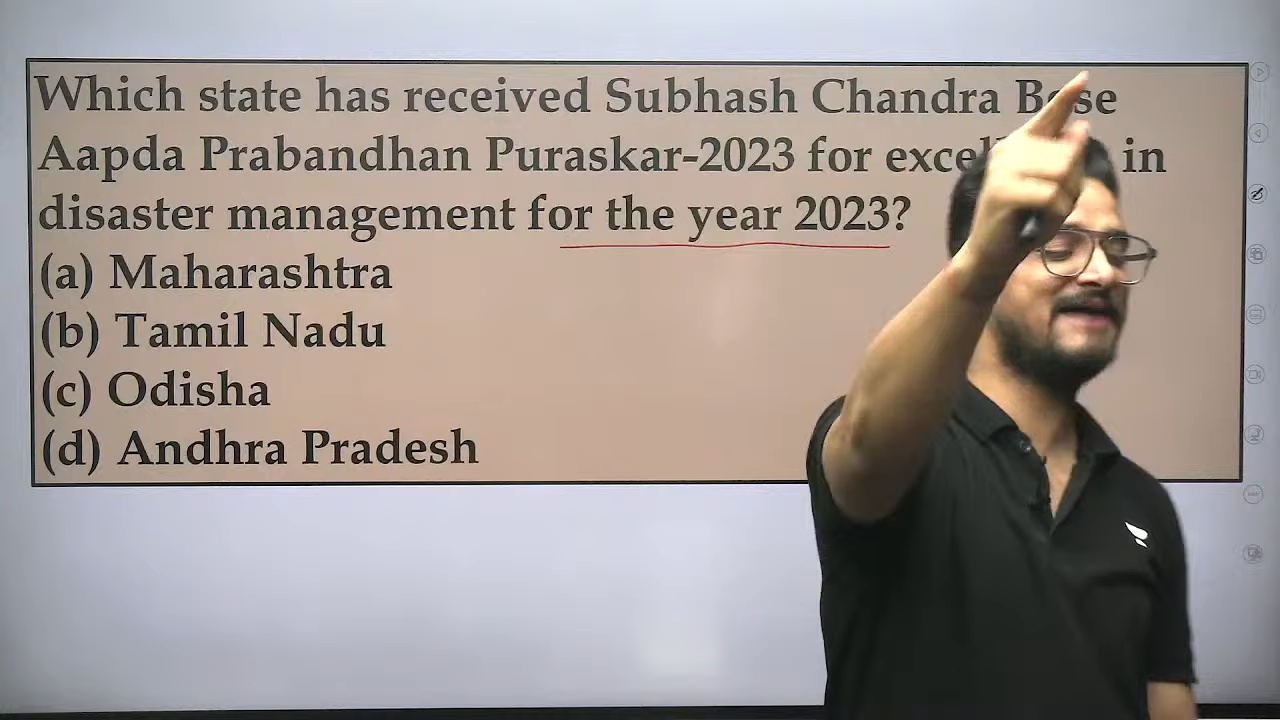 Which state has received Subhash Chandra Bose
Aapda Prabandhan Puraskar-2023 for in
disaster management for the year 2023?
(a) Maharashtra
(b) Tamil Nadu
(c) Odisha
(d) Andhra Pradesh